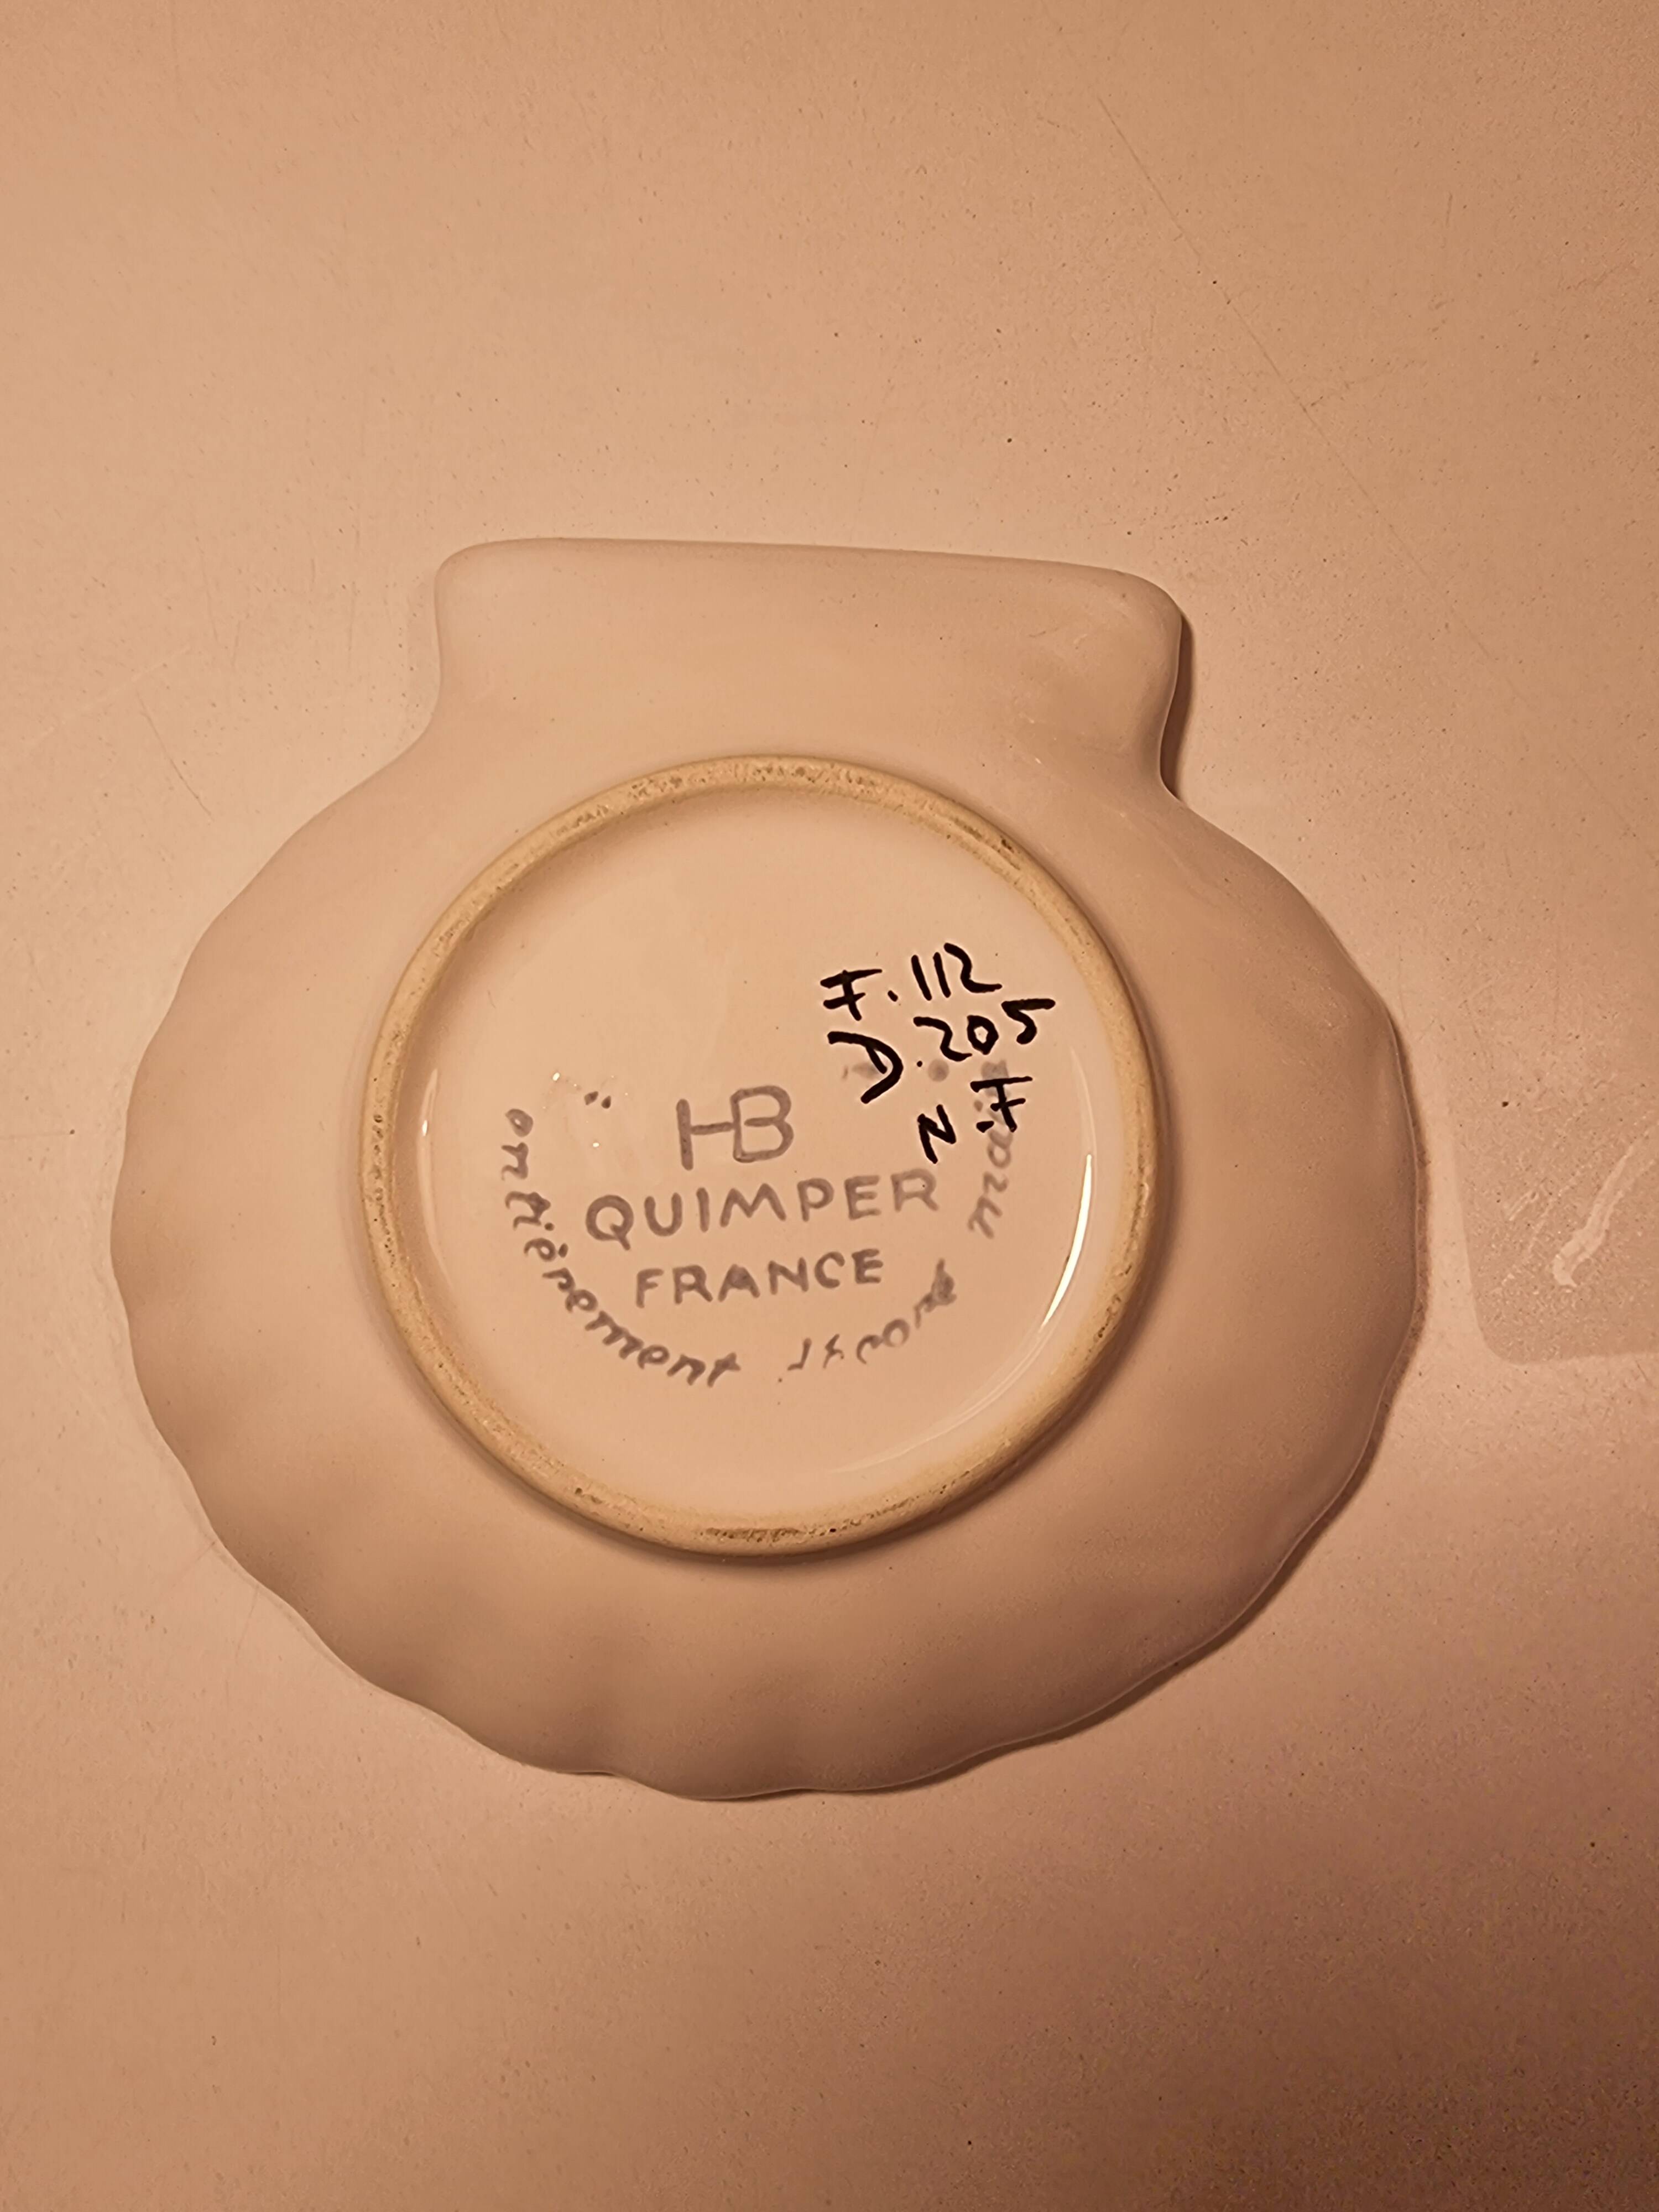 F.112
D.205
N.F
HB
QUIMPER
FRANCE
entièrement décoré main